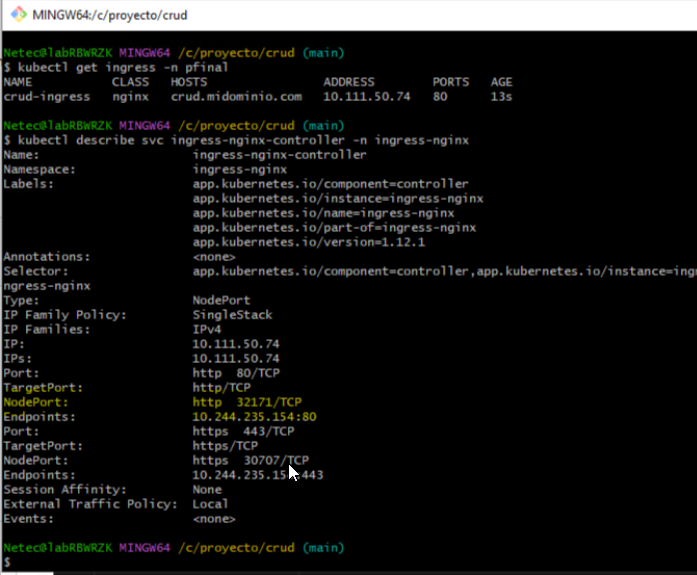 MINGW64:/c/proyecto/crud
Netec@labRBWRZK MINGW64 /c/proyecto/crud (main)
$ kubectl get ingress -n pfinal
NAME CLASS HOSTS ADDRESS PORTS AGE
crud-ingress nginx crud.midominio.com 10.111.50.74 80 13s
Netec@labRBWRZK MINGW64 /c/proyecto/crud (main)
$ kubectl describe svc ingress-nginx-controller -n ingress-nginx
Name: ingress-nginx-controller
Namespace: ingress-nginx
Labels: app.kubernetes.io/component=controller
app.kubernetes.io/instance=ingress-nginx
app.kubernetes.io/name=ingress-nginx
app.kubernetes.io/part-of=ingress-nginx
app.kubernetes.io/version=1.12.1
Annotations: <none>
Selector: app.kubernetes.io/component=controller,app.kubernetes.io/instance=ing
ngress-nginx
Type: NodePort
IP Family Policy: SingleStack
IP Families: IPv4
IP: 10.111.50.74
IPs: 10.111.50.74
Port: http 80/TCP
TargetPort: http/TCP
NodePort: http 32171/TCP
Endpoints: 10.244.235.154:80
Port: https 443/TCP
TargetPort: https/TCP
NodePort: https 30707/TCP
Endpoints:
Session Affinity: None
External Traffic Policy: Local
Events: <none>
Netec@labRBWRZK MINGW64 /c/proyecto/crud (main)
$